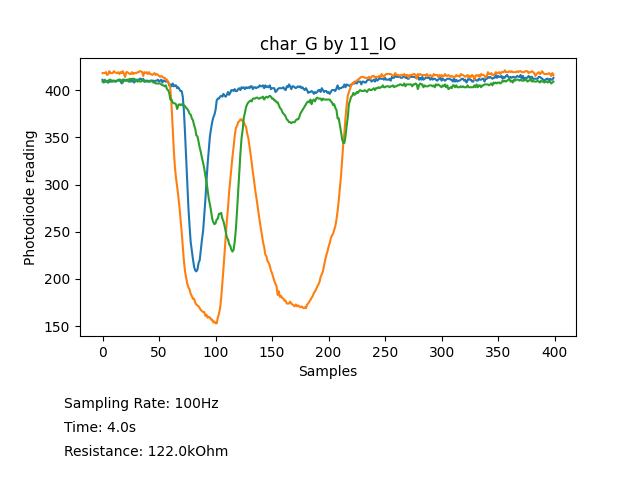 char_G by 11_IO
400
350
300
250
200
150
Photodiode reading
0 50 100 150 200 250 300 350 400
Samples
Sampling Rate: 100Hz
Time: 4.0s
Resistance: 122.0kOhm